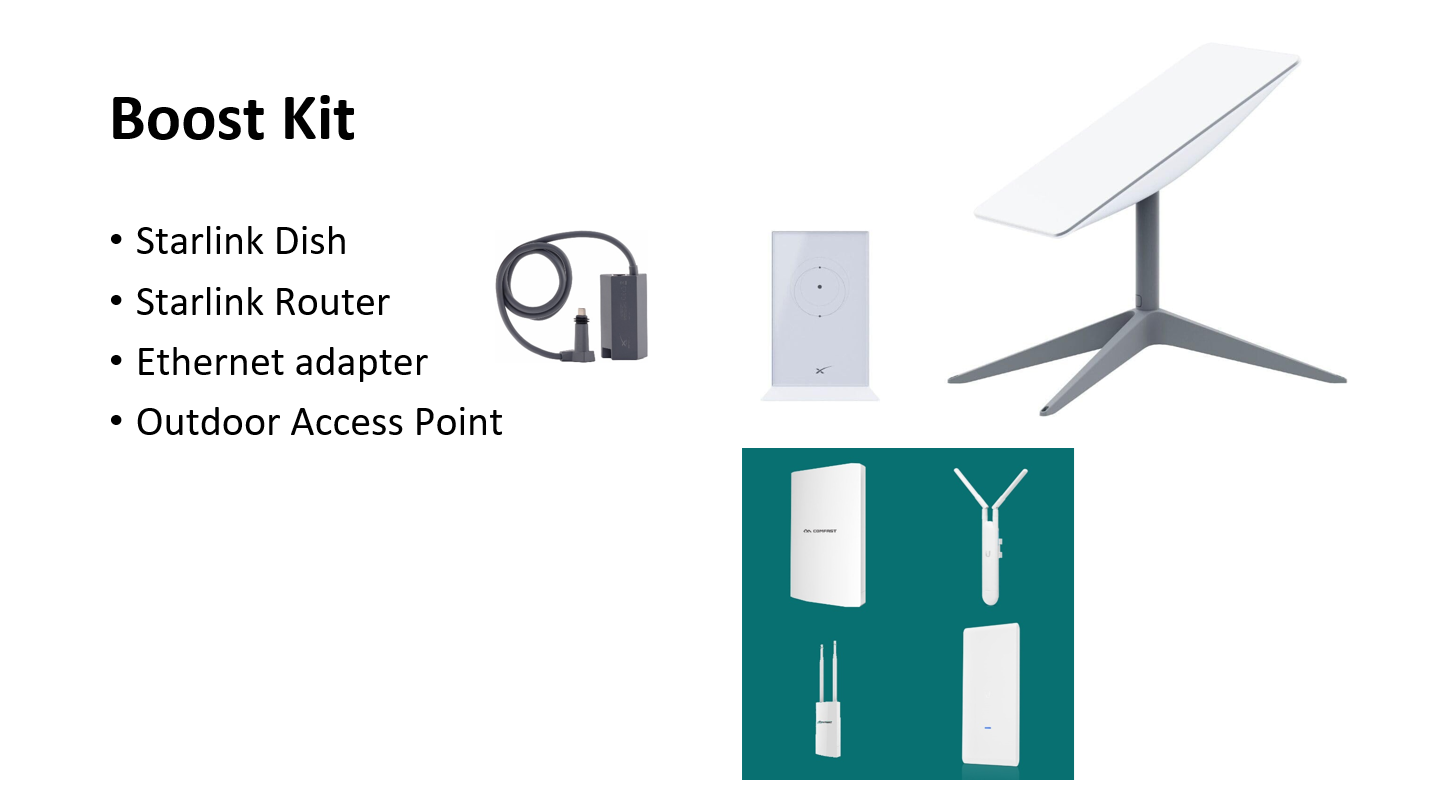 Boost Kit
• Starlink Dish
• Starlink Router
• Ethernet adapter
• Outdoor Access Point
COMFAST